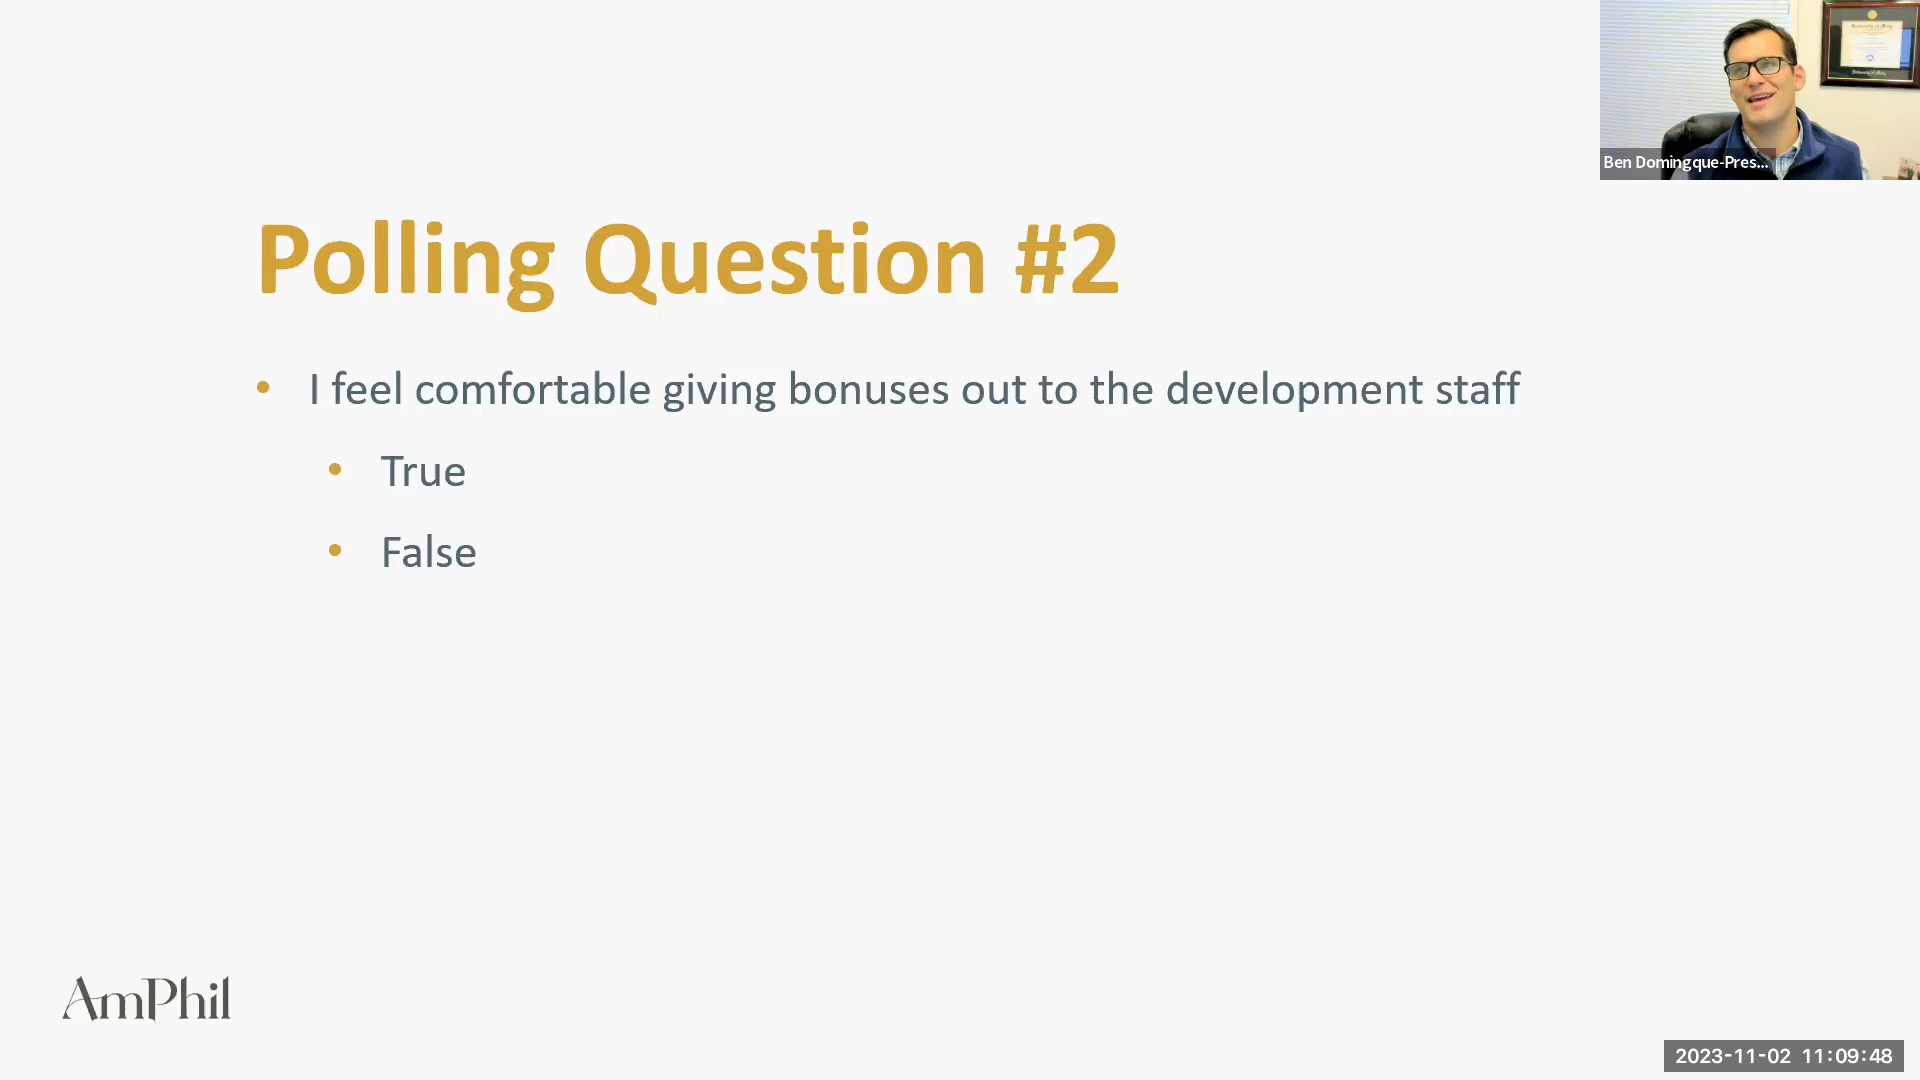 Ben Domingque-Pres...
Polling Question #2
• I feel comfortable giving bonuses out to the development staff
• True
• False
AmPhil
2023-11-02 11:09:48